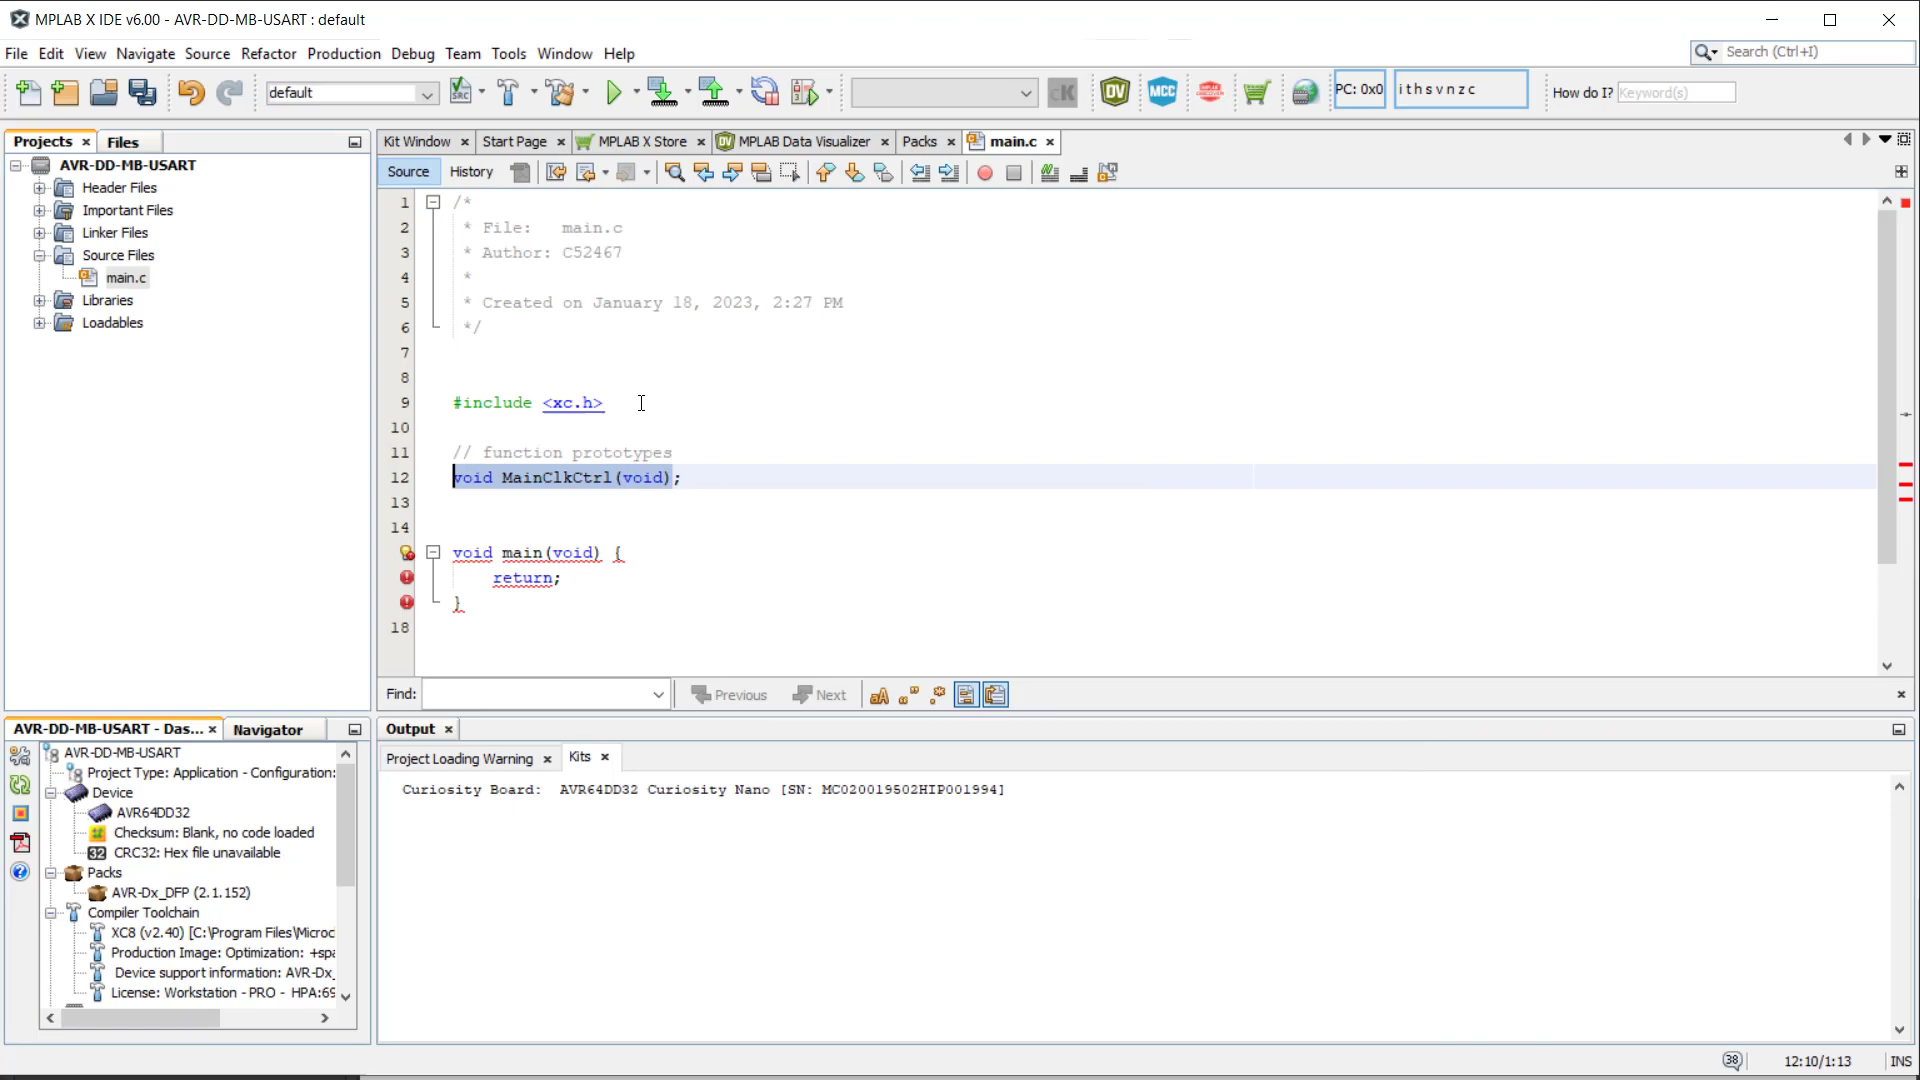 MPLAB X IDE v6.00 - AVR-DD-MB-USART : default
File Edit View Navigate Source Refactor Production Debug Team Tools Window Help
Search (Ctrl+I)
default
PC: 0x0
i t h s v n z c
How do I?
Keyword(s)
Projects
Files
Kit Window
Start Page
MPLAB X Store
MPLAB Data Visualizer
Packs
main.c
AVR-DD-MB-USART
Header Files
Important Files
Linker Files
Source Files
main.c
Libraries
Loadables
Source
History
1 /*
2 * File:   main.c
3 * Author: C52467
4 *
5 * Created on January 18, 2023, 2:27 PM
6 */
7
8
9 #include <xc.h>
10
11 // function prototypes
12 void MainClkCtrl(void);
13
14
void main(void) {
return;
}
18
Find:
Previous
Next
AVR-DD-MB-USART - Das...
Navigator
AVR-DD-MB-USART
Project Type: Application - Configuration:
Device
AVR64DD32
Checksum: Blank, no code loaded
32 CRC32: Hex file unavailable
Packs
AVR-Dx_DFP (2.1.152)
Compiler Toolchain
XC8 (v2.40) [C:\Program Files\Microc
Production Image: Optimization: +spa
Device support information: AVR-Dx_
License: Workstation - PRO - HPA:69
Output
Project Loading Warning
Kits
Curiosity Board:  AVR64DD32 Curiosity Nano [SN: MC020019502HIP001994]
38
12:10/1:13
INS